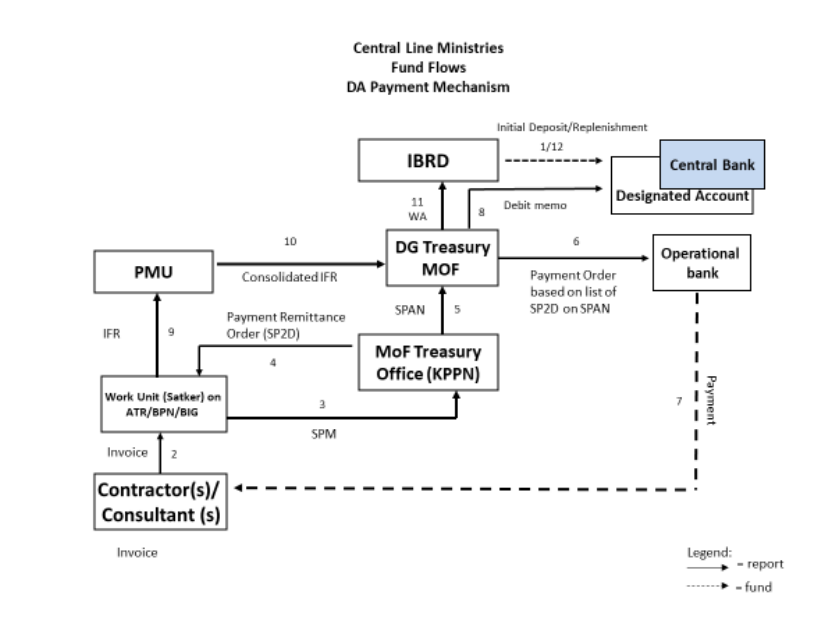 Central Line Ministries
Fund Flows
DA Payment Mechanism
Initial Deposit/Replenishment
1/12
IBRD
Central Bank
Designated Account
11
WA
8
Debit memo
10
DG Treasury
MOF
6
Operational
bank
PMU
Consolidated IFR
Payment Order
based on list of
SP2D on SPAN
IFR
9
Payment Remittance
Order (SP2D)
SPAN
5
4
MoF Treasury
Office (KPPN)
Work Unit (Satker) on
ATR/BPN/BIG
3
SPM
7
Payment
Invoice
2
Contractor(s)/
Consultant (s)
Invoice
Legend:
= report
= fund